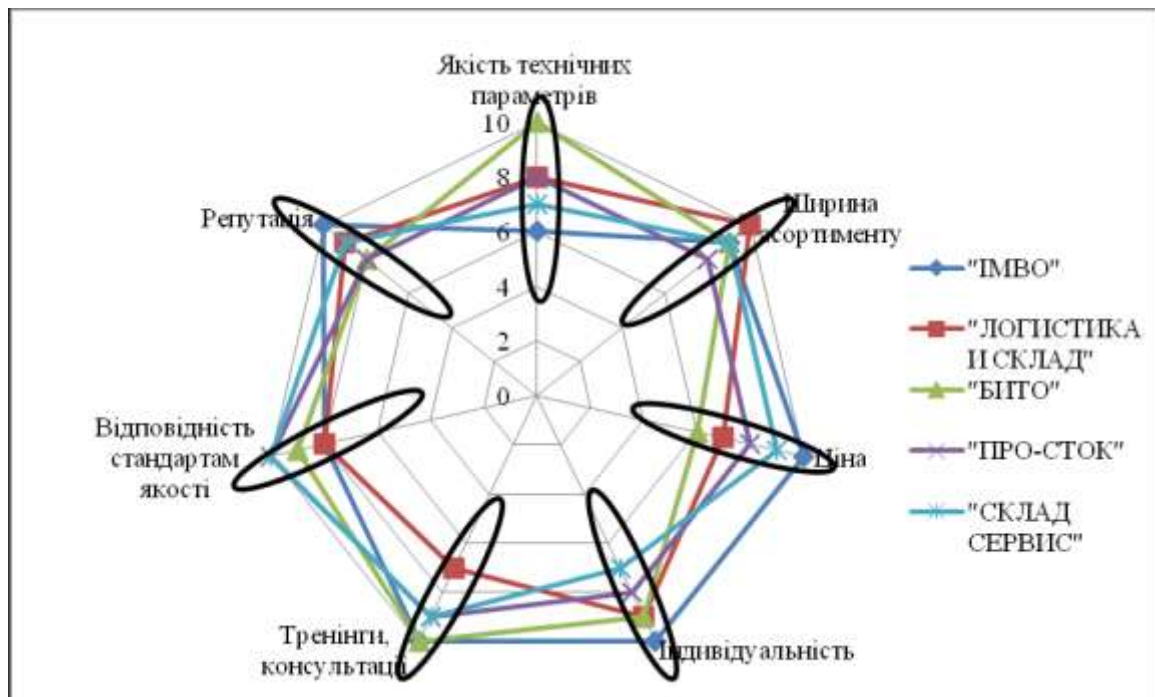 Якість технічних
параметрів
10
8
6
4
2
0
Ширина
асортименту
Ціна
Індивідуальність
Тренінги,
консультації
Відповідність
стандартам
якості
Репутація
"ІМВО"
"ЛОГИСТИКА
И СКЛАД"
"БИТО"
"ПРО-СТОК"
"СКЛАД
СЕРВИС"